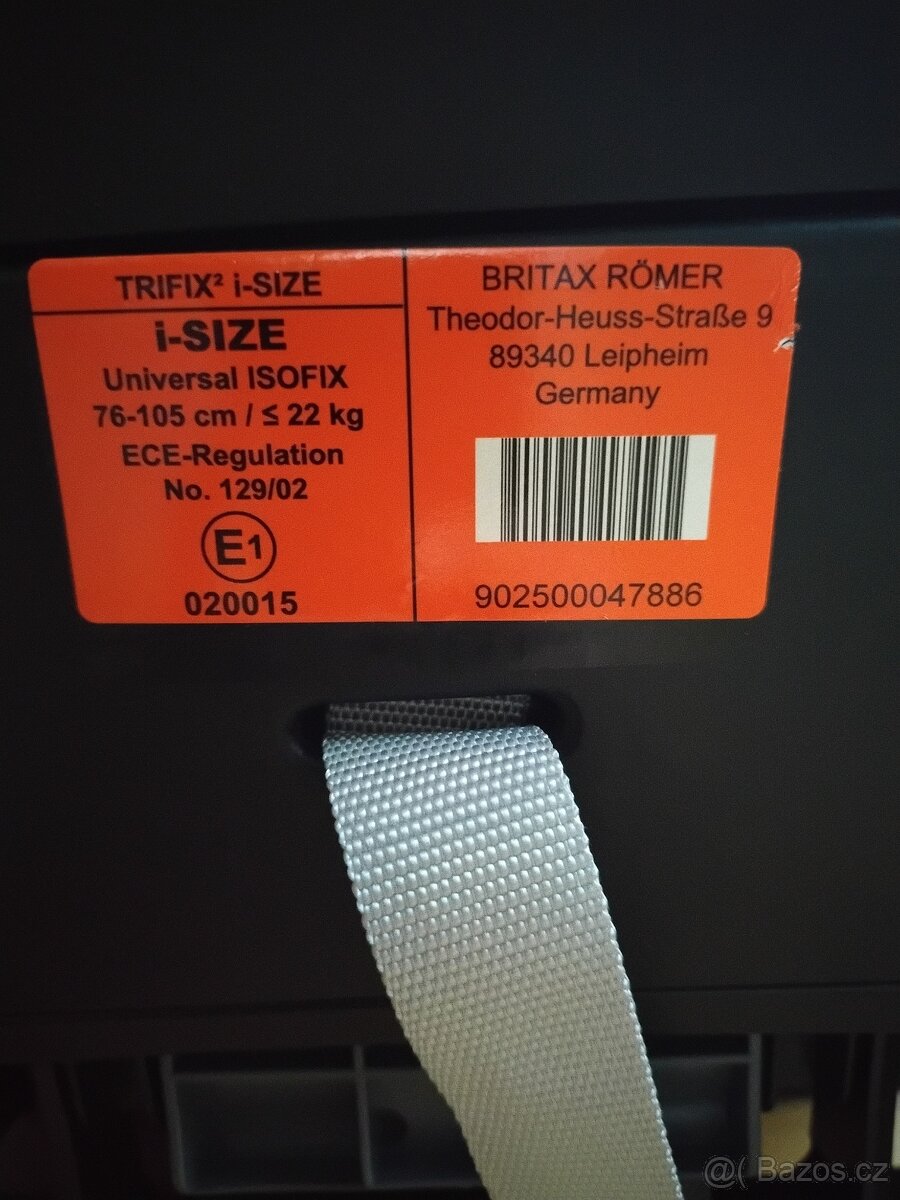 TRIFIX² i-SIZE
i-SIZE
Universal ISOFIX
76-105 cm / ≤ 22 kg
ECE-Regulation
No. 129/02
E1
020015
BRITAX RÖMER
Theodor-Heuss-Straße 9
89340 Leipheim
Germany
902500047886
@( Bazos.cz